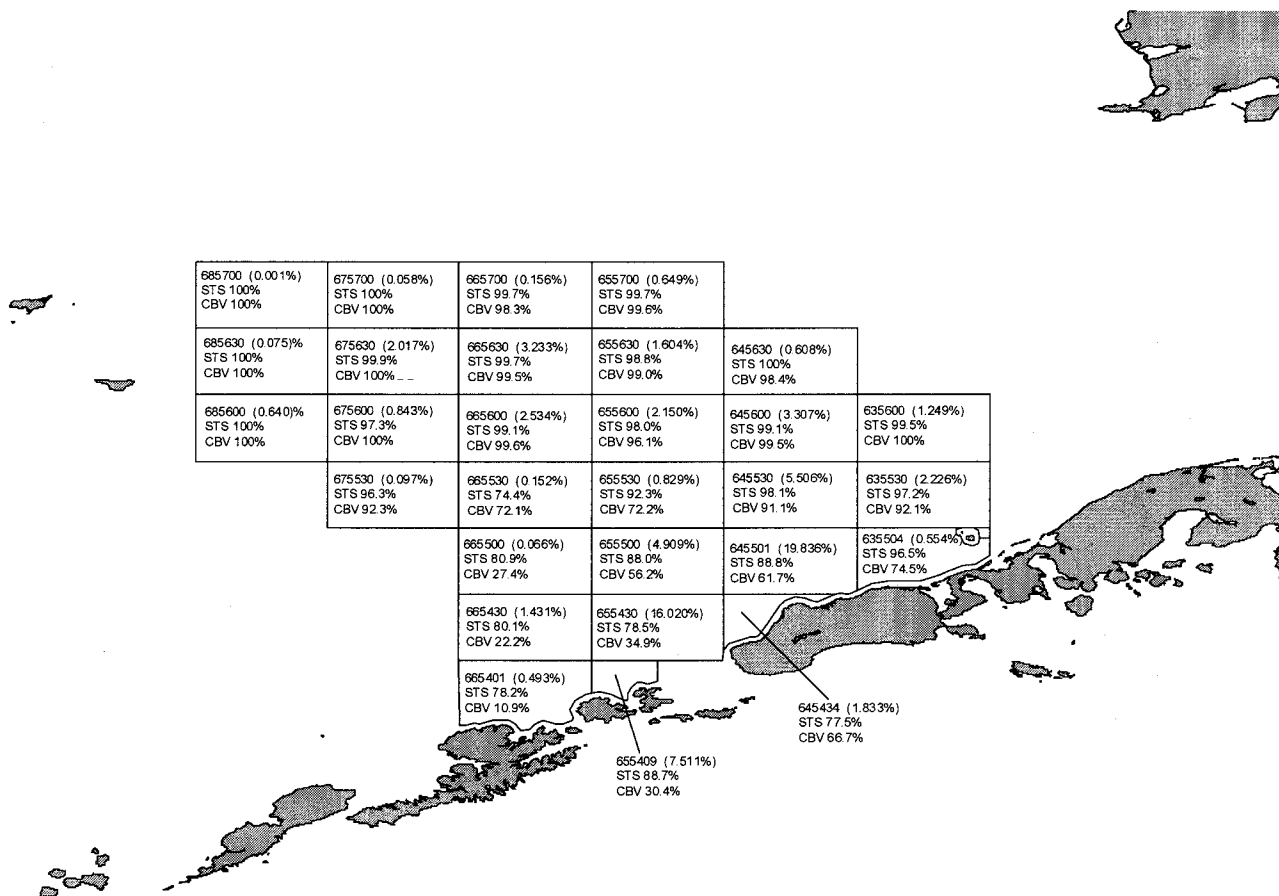 685700 (0.001%)
STS 100%
CBV 100%
675700 (0.058%)
STS 100%
CBV 100%
665700 (0.156%)
STS 99.7%
CBV 98.3%
655700 (0.649%)
STS 99.7%
CBV 99.6%
685630 (0.075)%
STS 100%
CBV 100%
675630 (2.017%)
STS 99.9%
CBV 100%
665630 (3.233%)
STS 99.7%
CBV 99.5%
655630 (1.604%)
STS 98.8%
CBV 99.0%
645630 (0.608%)
STS 100%
CBV 98.4%
685600 (0.640)%
STS 100%
CBV 100%
675600 (0.843%)
STS 97.3%
CBV 100%
665600 (2.534%)
STS 99.1%
CBV 99.6%
655600 (2.150%)
STS 98.0%
CBV 96.1%
645600 (3.307%)
STS 99.1%
CBV 99.5%
635600 (1.249%)
STS 99.5%
CBV 100%
675530 (0.097%)
STS 96.3%
CBV 92.3%
665530 (0.152%)
STS 74.4%
CBV 72.1%
655530 (0.829%)
STS 92.3%
CBV 72.2%
645530 (5.506%)
STS 98.1%
CBV 91.1%
635530 (2.226%)
STS 97.2%
CBV 92.1%
665500 (0.066%)
STS 80.9%
CBV 27.4%
655500 (4.909%)
STS 88.0%
CBV 56.2%
645501 (19.836%)
STS 88.8%
CBV 61.7%
635504 (0.554%)
STS 96.5%
CBV 74.5%
665430 (1.431%)
STS 80.1%
CBV 22.2%
655430 (16.020%)
STS 78.5%
CBV 34.9%
665401 (0.493%)
STS 78.2%
CBV 10.9%
645434 (1.833%)
STS 77.5%
CBV 66.7%
655409 (7.511%)
STS 88.7%
CBV 30.4%